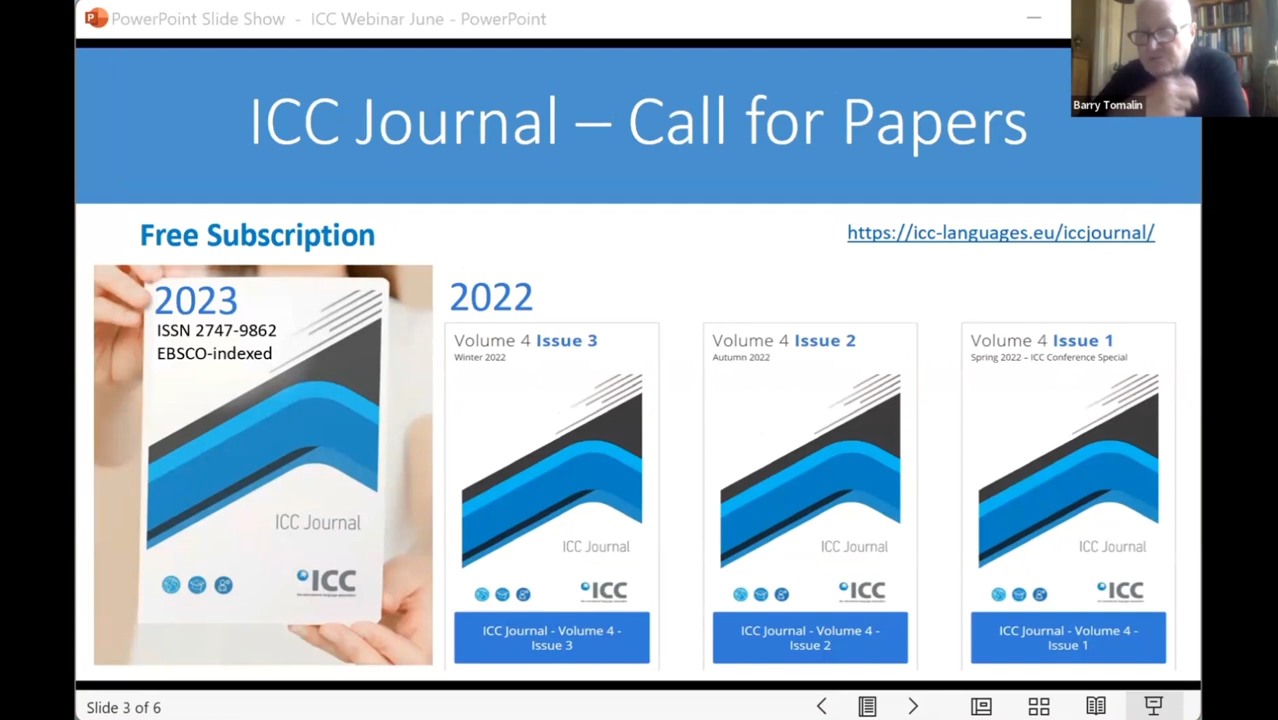 PowerPoint Slide Show - ICC Webinar June - PowerPoint
Barry Tomalin
ICC Journal – Call for Papers
Free Subscription
https://icc-languages.eu/iccjournal/
2023
ISSN 2747-9862
EBSCO-indexed
ICC Journal
ICC
2022
Volume 4 Issue 3
Winter 2022
ICC Journal
ICC
ICC Journal - Volume 4 -
Issue 3
Volume 4 Issue 2
Autumn 2022
ICC Journal
ICC
ICC Journal - Volume 4 -
Issue 2
Volume 4 Issue 1
Spring 2022 – ICC Conference Special
ICC Journal
ICC
ICC Journal - Volume 4 -
Issue 1
Slide 3 of 6